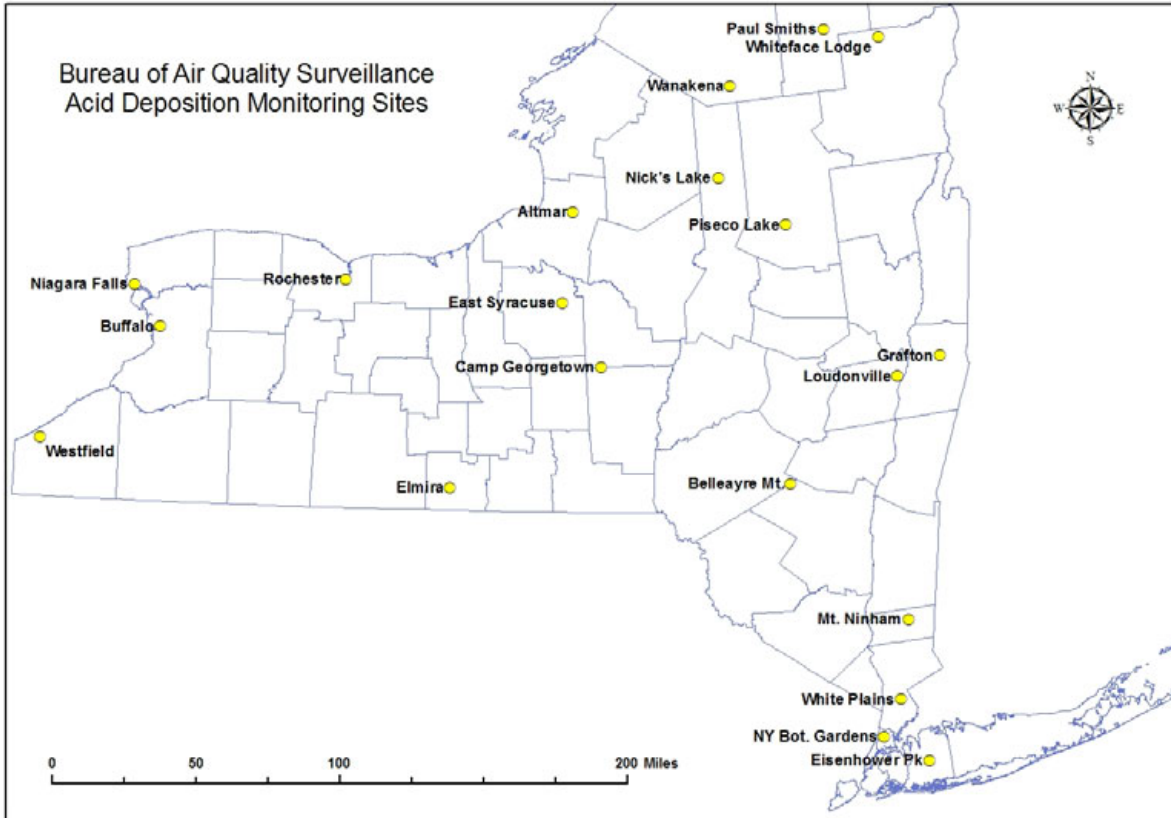 Bureau of Air Quality Surveillance
Acid Deposition Monitoring Sites
Paul Smiths
Whiteface Lodge
Wanakena
N
W E
S
Nick's Lake
Altmar
Piseco Lake
Rochester
Niagara Falls
East Syracuse
Buffalo
Grafton
Camp Georgetown
Loudonville
Westfield
Elmira
Belleayre Mt.
Mt. Ninham
White Plains
NY Bot. Gardens
Eisenhower Pk
0 50 100 200 Miles